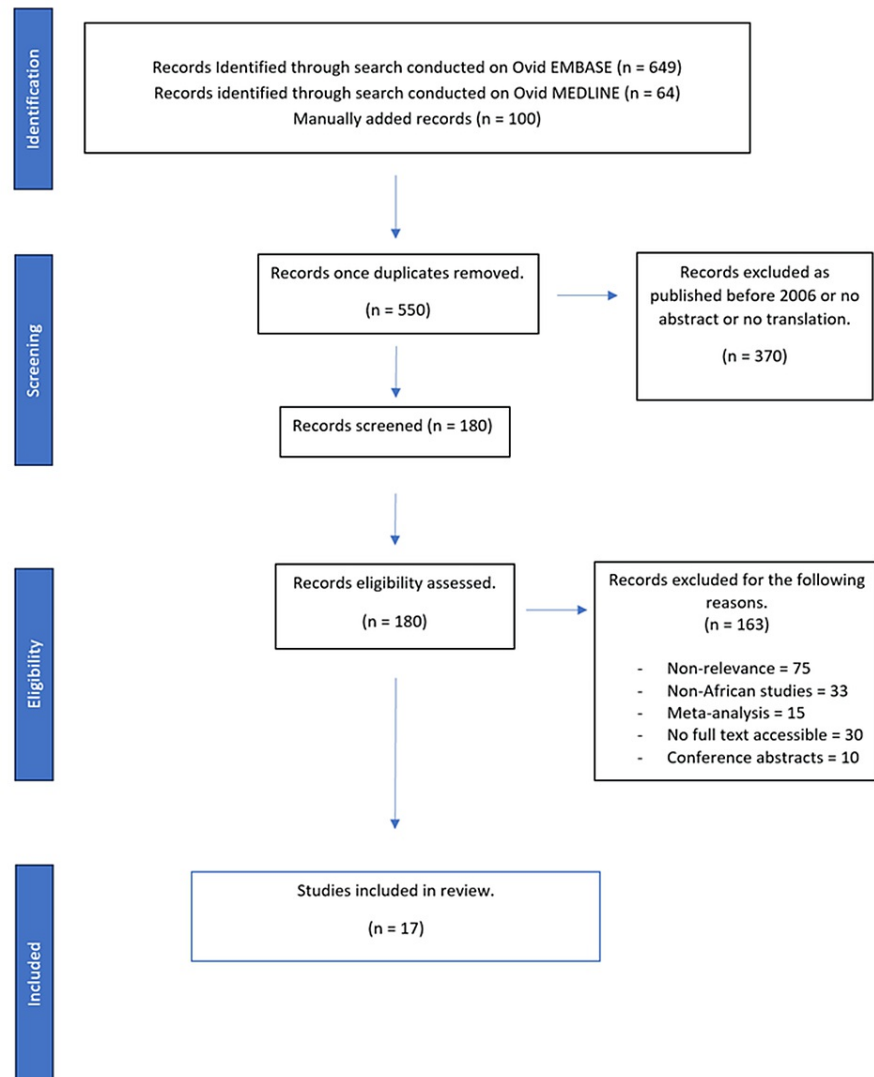 Identification
Records Identified through search conducted on Ovid EMBASE (n = 649)
Records identified through search conducted on Ovid MEDLINE (n = 64)
Manually added records (n = 100)
Screening
Records once duplicates removed.
(n = 550)
Records excluded as
published before 2006 or no
abstract or no translation.
(n = 370)
Records screened (n = 180)
Eligibility
Records eligibility assessed.
(n = 180)
Records excluded for the following
reasons.
(n = 163)
- Non-relevance = 75
- Non-African studies = 33
- Meta-analysis = 15
- No full text accessible = 30
- Conference abstracts = 10
Included
Studies included in review.
(n = 17)